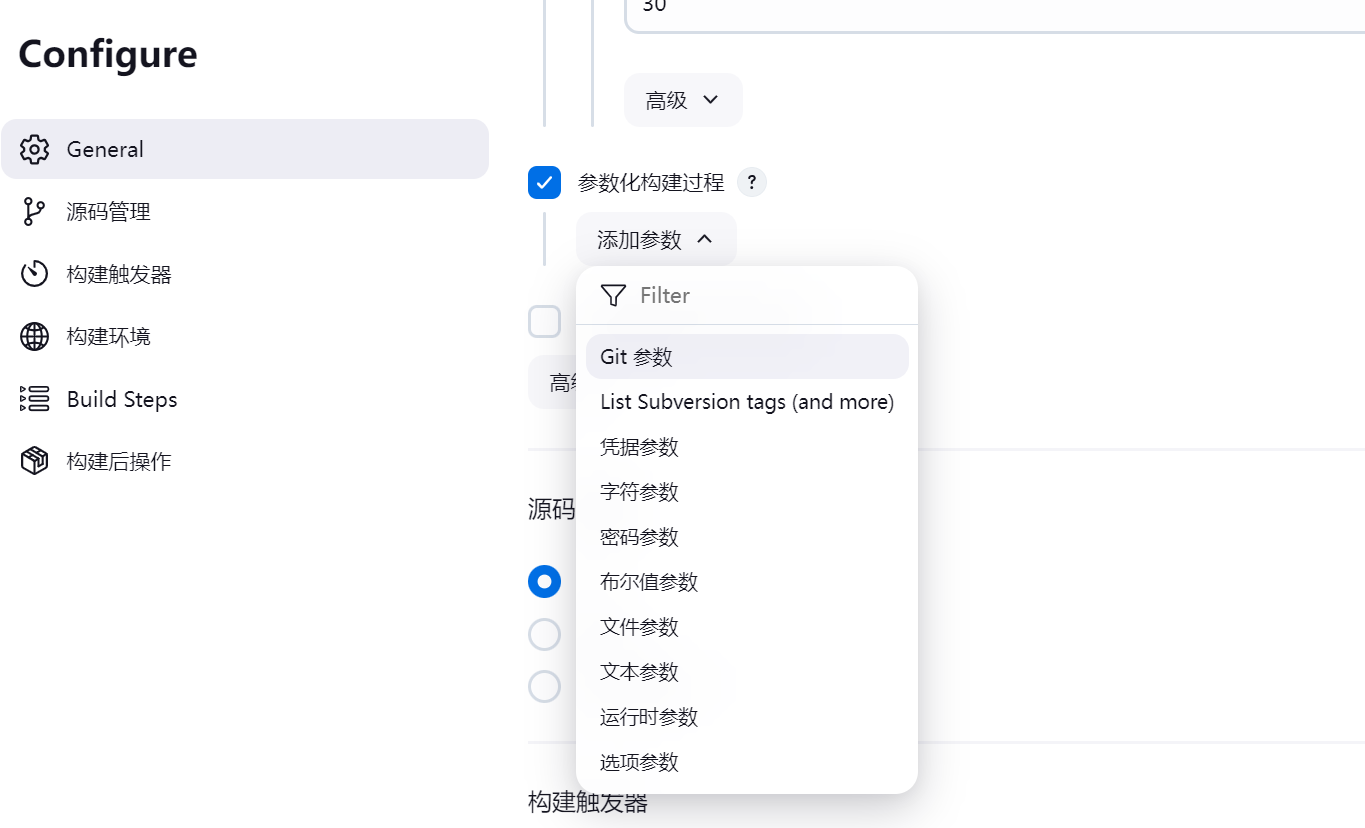 Configure
General
源码管理
构建触发器
构建环境
Build Steps
构建后操作
30
高级
参数化构建过程 ?
添加参数
Filter
Git 参数
List Subversion tags (and more)
凭据参数
字符参数
密码参数
布尔值参数
文件参数
文本参数
运行时参数
选项参数
高级
源码
构建触发器